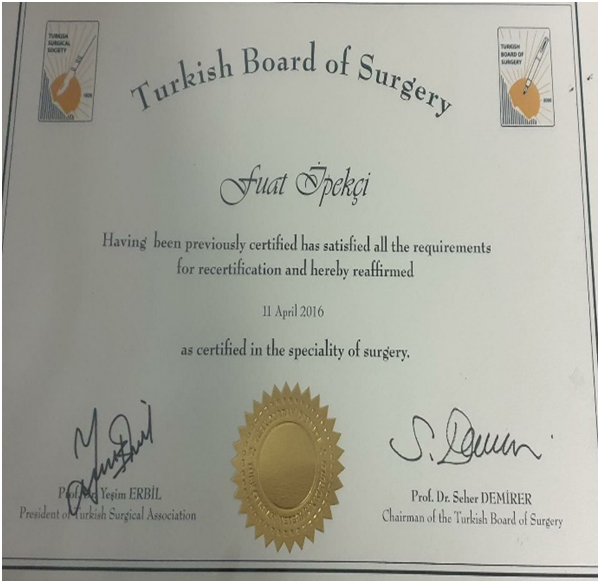 TURKISH
SURGICAL
SOCIETY
TURKISH
BOARD OF
SURGERY
Turkish Board of Surgery
Fuat İpekçi
Having been previously certified has satisfied all the requirements
for recertification and hereby reaffirmed
11 April 2016
as certified in the speciality of surgery.
Yeşim ERBİL
President of Turkish Surgical Association
S. Demirer
Prof. Dr. Seher DEMİRER
Chairman of the Turkish Board of Surgery